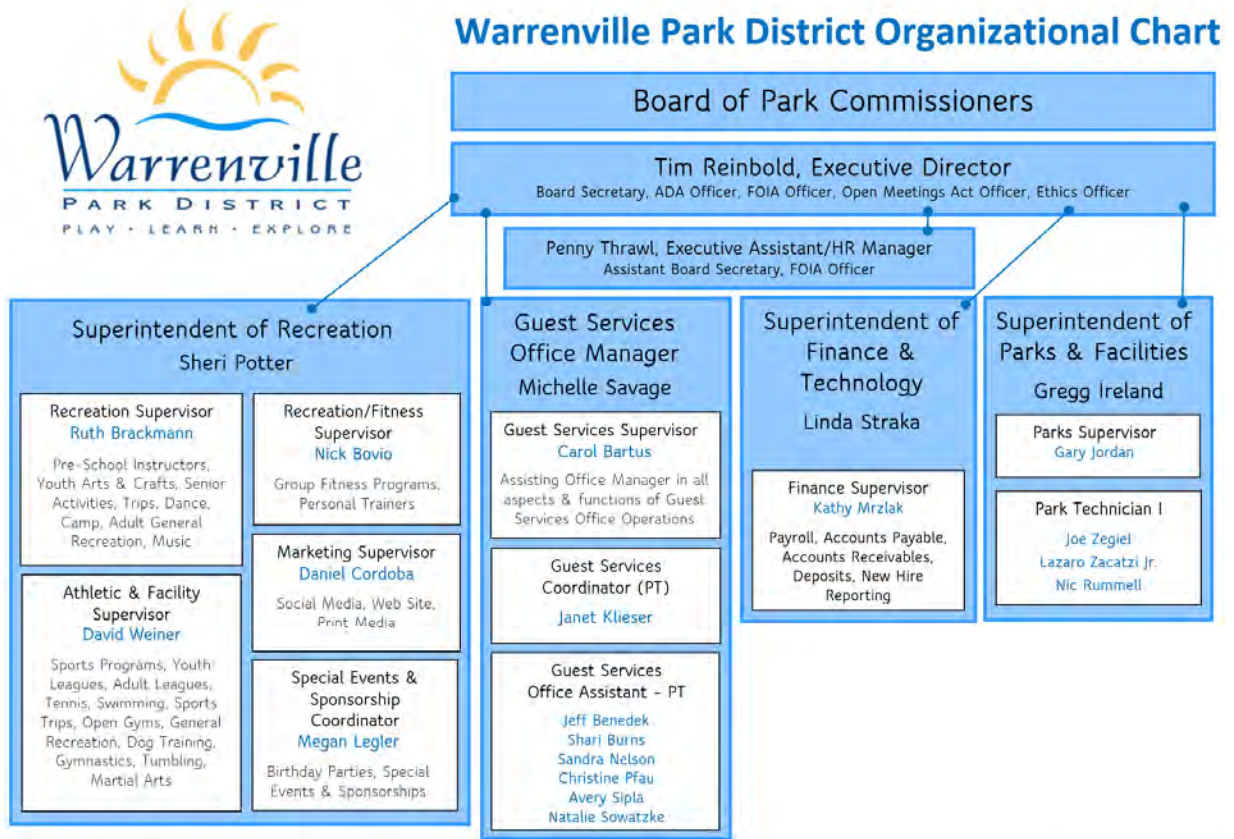 Warrenville
PARK DISTRICT
PLAY · LEARN · EXPLORE
Warrenville Park District Organizational Chart
Board of Park Commissioners
Tim Reinbold, Executive Director
Board Secretary, ADA Officer, FOIA Officer, Open Meetings Act Officer, Ethics Officer
Penny Thrawl, Executive Assistant/HR Manager
Assistant Board Secretary, FOIA Officer
Superintendent of Recreation
Sheri Potter
Recreation Supervisor
Ruth Brackmann
Pre-School Instructors,
Youth Arts & Crafts, Senior
Activities, Trips, Dance,
Camp, Adult General
Recreation, Music
Athletic & Facility
Supervisor
David Weiner
Sports Programs, Youth
Leagues, Adult Leagues,
Tennis, Swimming, Sports
Trips, Open Gyms, General
Recreation, Dog Training,
Gymnastics, Tumbling,
Martial Arts
Recreation/Fitness
Supervisor
Nick Bovio
Group Fitness Programs,
Personal Trainers
Marketing Supervisor
Daniel Cordoba
Social Media, Web Site,
Print Media
Special Events &
Sponsorship
Coordinator
Megan Legler
Birthday Parties, Special
Events & Sponsorships
Guest Services
Office Manager
Michelle Savage
Guest Services Supervisor
Carol Bartus
Assisting Office Manager in all
aspects & functions of Guest
Services Office Operations
Guest Services
Coordinator (PT)
Janet Klieser
Guest Services
Office Assistant - PT
Jeff Benedek
Shari Burns
Sandra Nelson
Christine Pfau
Avery Sipla
Natalie Sowatzke
Superintendent of
Finance &
Technology
Linda Straka
Finance Supervisor
Kathy Mrzlak
Payroll, Accounts Payable,
Accounts Receivables,
Deposits, New Hire
Reporting
Superintendent of
Parks & Facilities
Gregg Ireland
Parks Supervisor
Gary Jordan
Park Technician I
Joe Zegiel
Lazaro Zacatzi Jr.
Nic Rummell